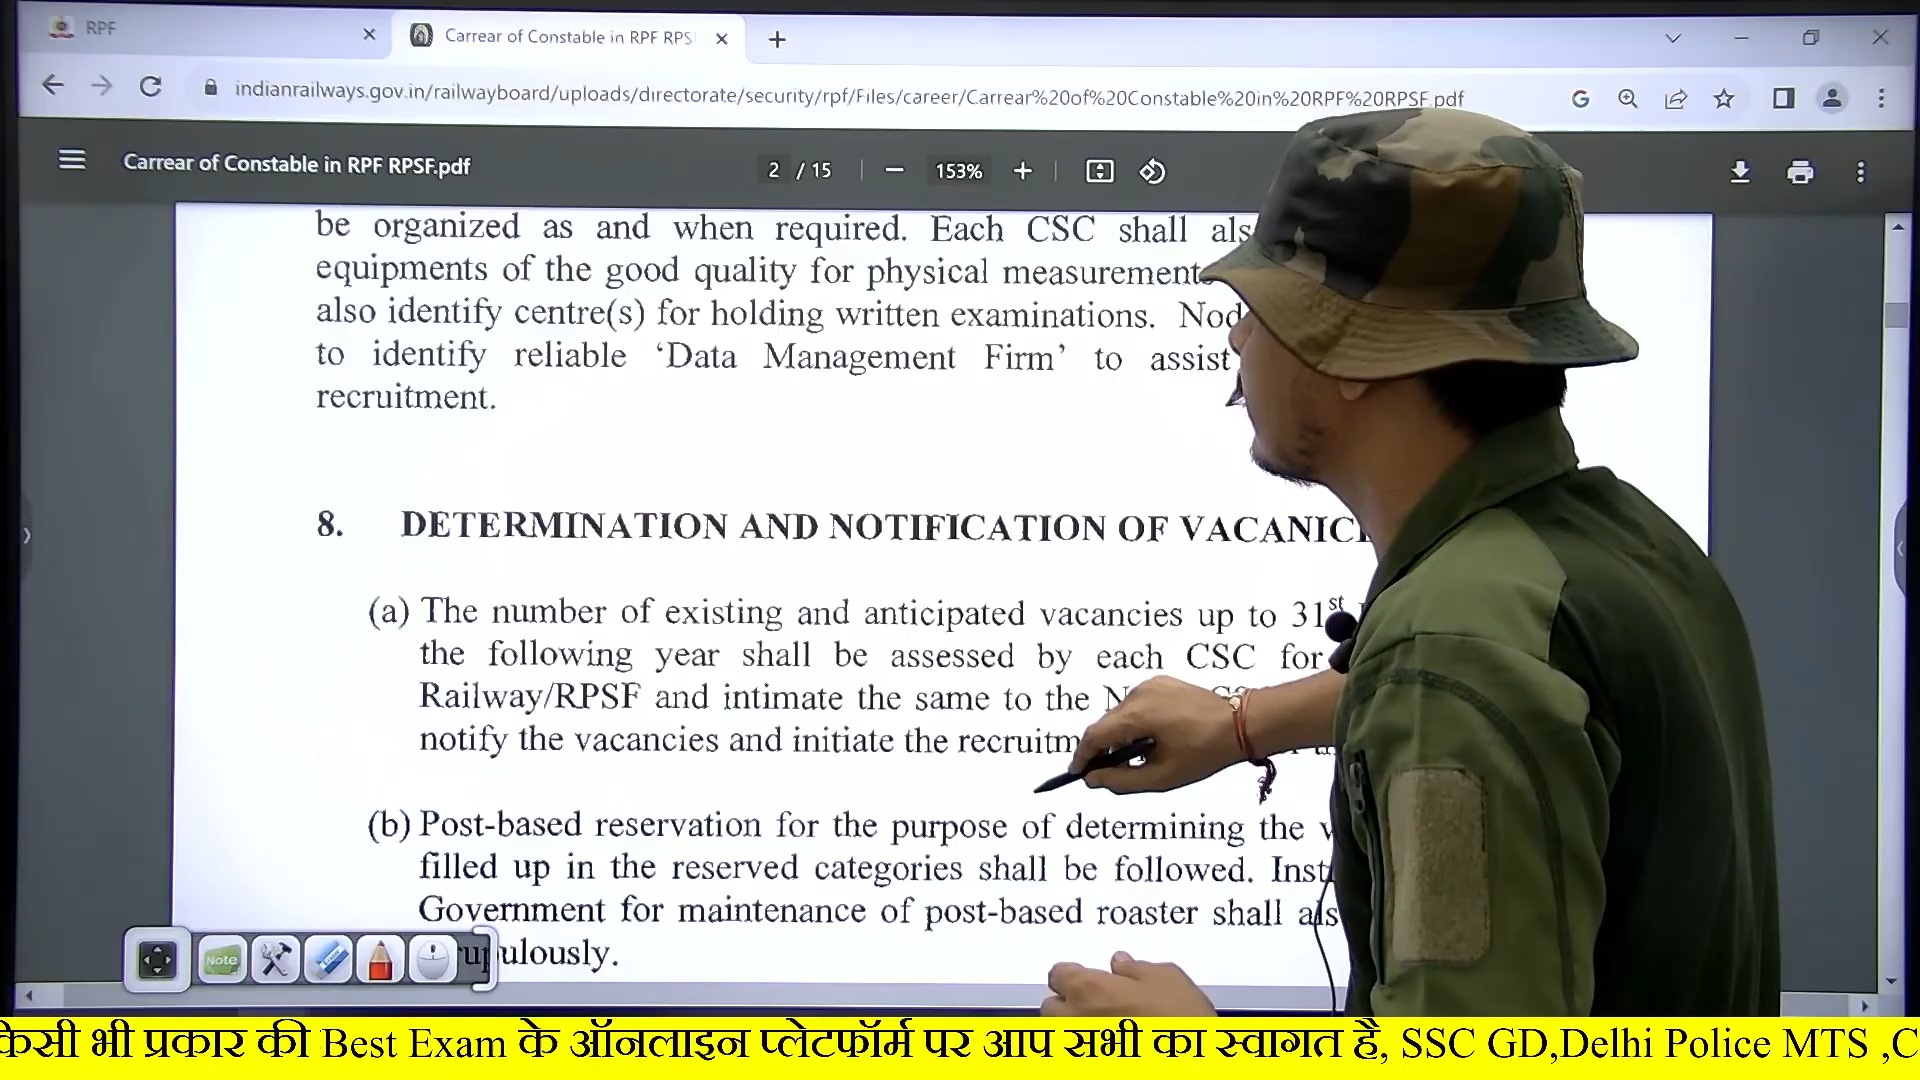 RPF
Carrear of Constable in RPF RPS
indianrailways.gov.in/railwayboard/uploads/directorate/security/rpf/Files/career/Carrear%20of%20Constable%20in%20RPF%20RPSF.pdf
Carrear of Constable in RPF RPSF.pdf
2 / 15
153%
be organized as and when required. Each CSC shall als
equipments of the good quality for physical measurement
also identify centre(s) for holding written examinations. Nod
to identify reliable ‘Data Management Firm’ to assist
recruitment.
8. DETERMINATION AND NOTIFICATION OF VACANIC
(a) The number of existing and anticipated vacancies up to 31st
the following year shall be assessed by each CSC for
Railway/RPSF and intimate the same to the N
notify the vacancies and initiate the recruitm
(b) Post-based reservation for the purpose of determining the v
filled up in the reserved categories shall be followed. Inst
Government for maintenance of post-based roaster shall als
rupulously.
Note
किसी भी प्रकार की Best Exam के ऑनलाइन प्लेटफॉर्म पर आप सभी का स्वागत है, SSC GD,Delhi Police MTS ,C